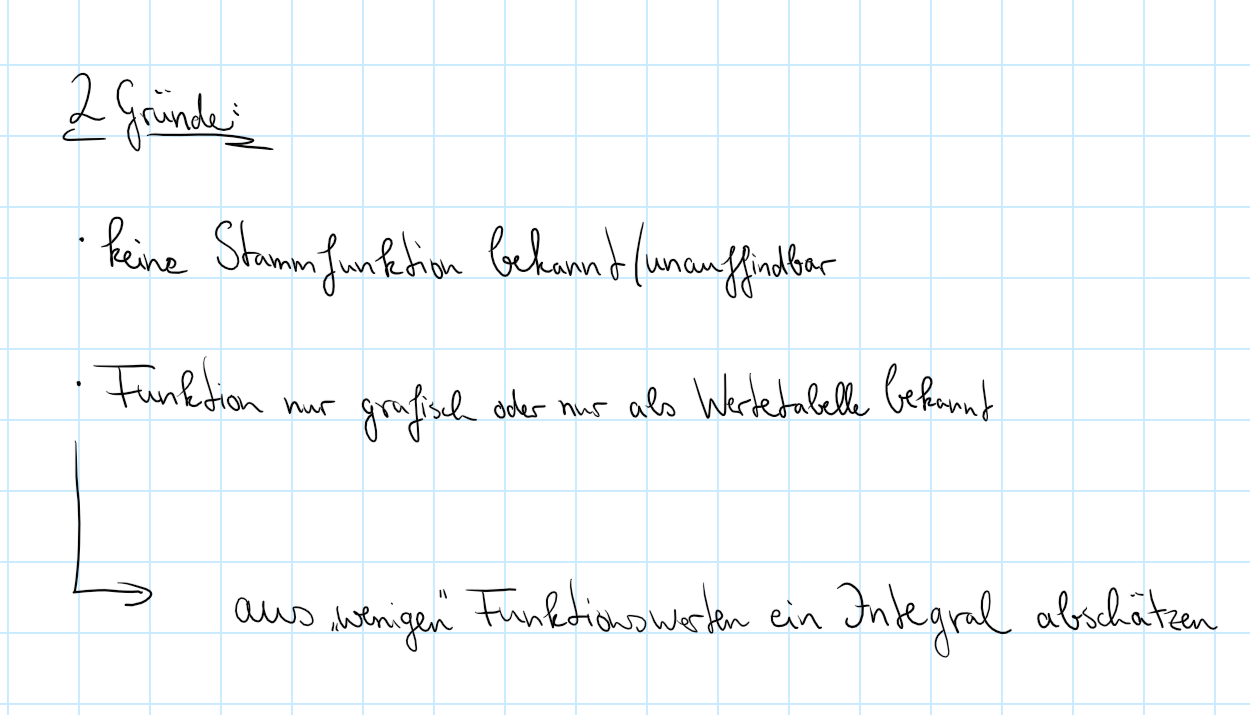 2 Gründe:
· keine Stammfunktion bekannt/unauffindbar
· Funktion nur grafisch oder nur als Wertetabelle bekannt
aus „wenigen" Funktionswerten ein Integral abschätzen